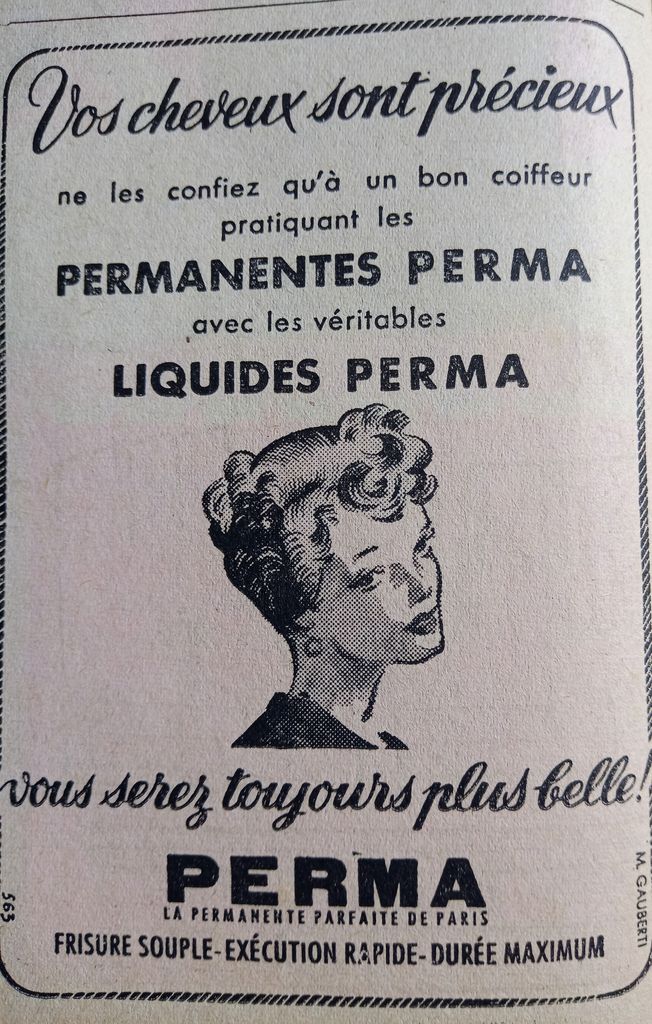 Vos cheveux sont précieux
ne les confiez qu'à un bon coiffeur
pratiquant les
PERMANENTES PERMA
avec les véritables
LIQUIDES PERMA
vous serez toujours plus belle!
PERMA
LA PERMANENTE PARFAITE DE PARIS
FRISURE SOUPLE-EXÉCUTION RAPIDE-DURÉE MAXIMUM
563
M. GAUBERTI